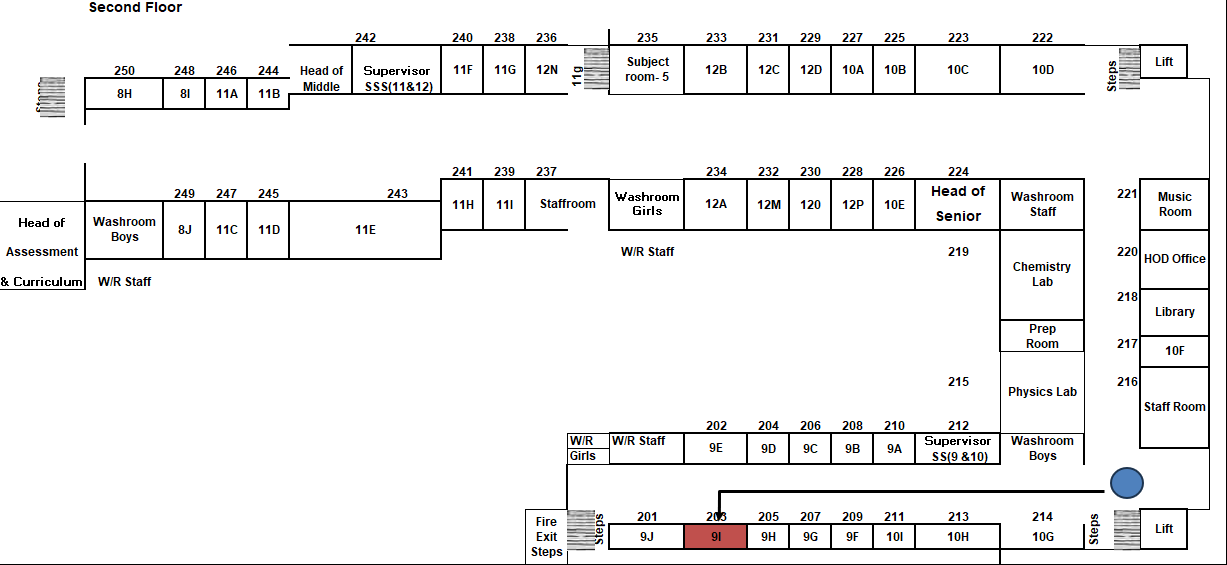 Second Floor
242 240 238 236 235 233 231 229 227 225 223 222
250 248 246 244
Head of
Middle
Supervisor
SSS(11&12)
11F 11G 12N
11g
Subject
room- 5
12B 12C 12D 10A 10B 10C 10D
Steps
Lift
8H 8I 11A 11B
241 239 237 234 232 230 228 226 224
249 247 245 243
221
Head of
Assessment
& Curriculum
Washroom
Boys
8J 11C 11D 11E
11H 11I Staffroom
Washroom
Girls
12A 12M 120 12P 10E
Head of
Senior
Washroom
Staff
Music
Room
W/R Staff
W/R Staff
219
Chemistry
Lab
220
HOD Office
218
Library
Prep
Room
217
10F
215
Physics Lab
216
Staff Room
202 204 206 208 210 212
W/R
Girls
W/R Staff
9E 9D 9C 9B 9A
Supervisor
SS(9 &10)
Washroom
Boys
201 203 205 207 209 211 213 214
Fire
Exit
Steps
Steps
9J 9I 9H 9G 9F 10I 10H 10G
Steps
Lift